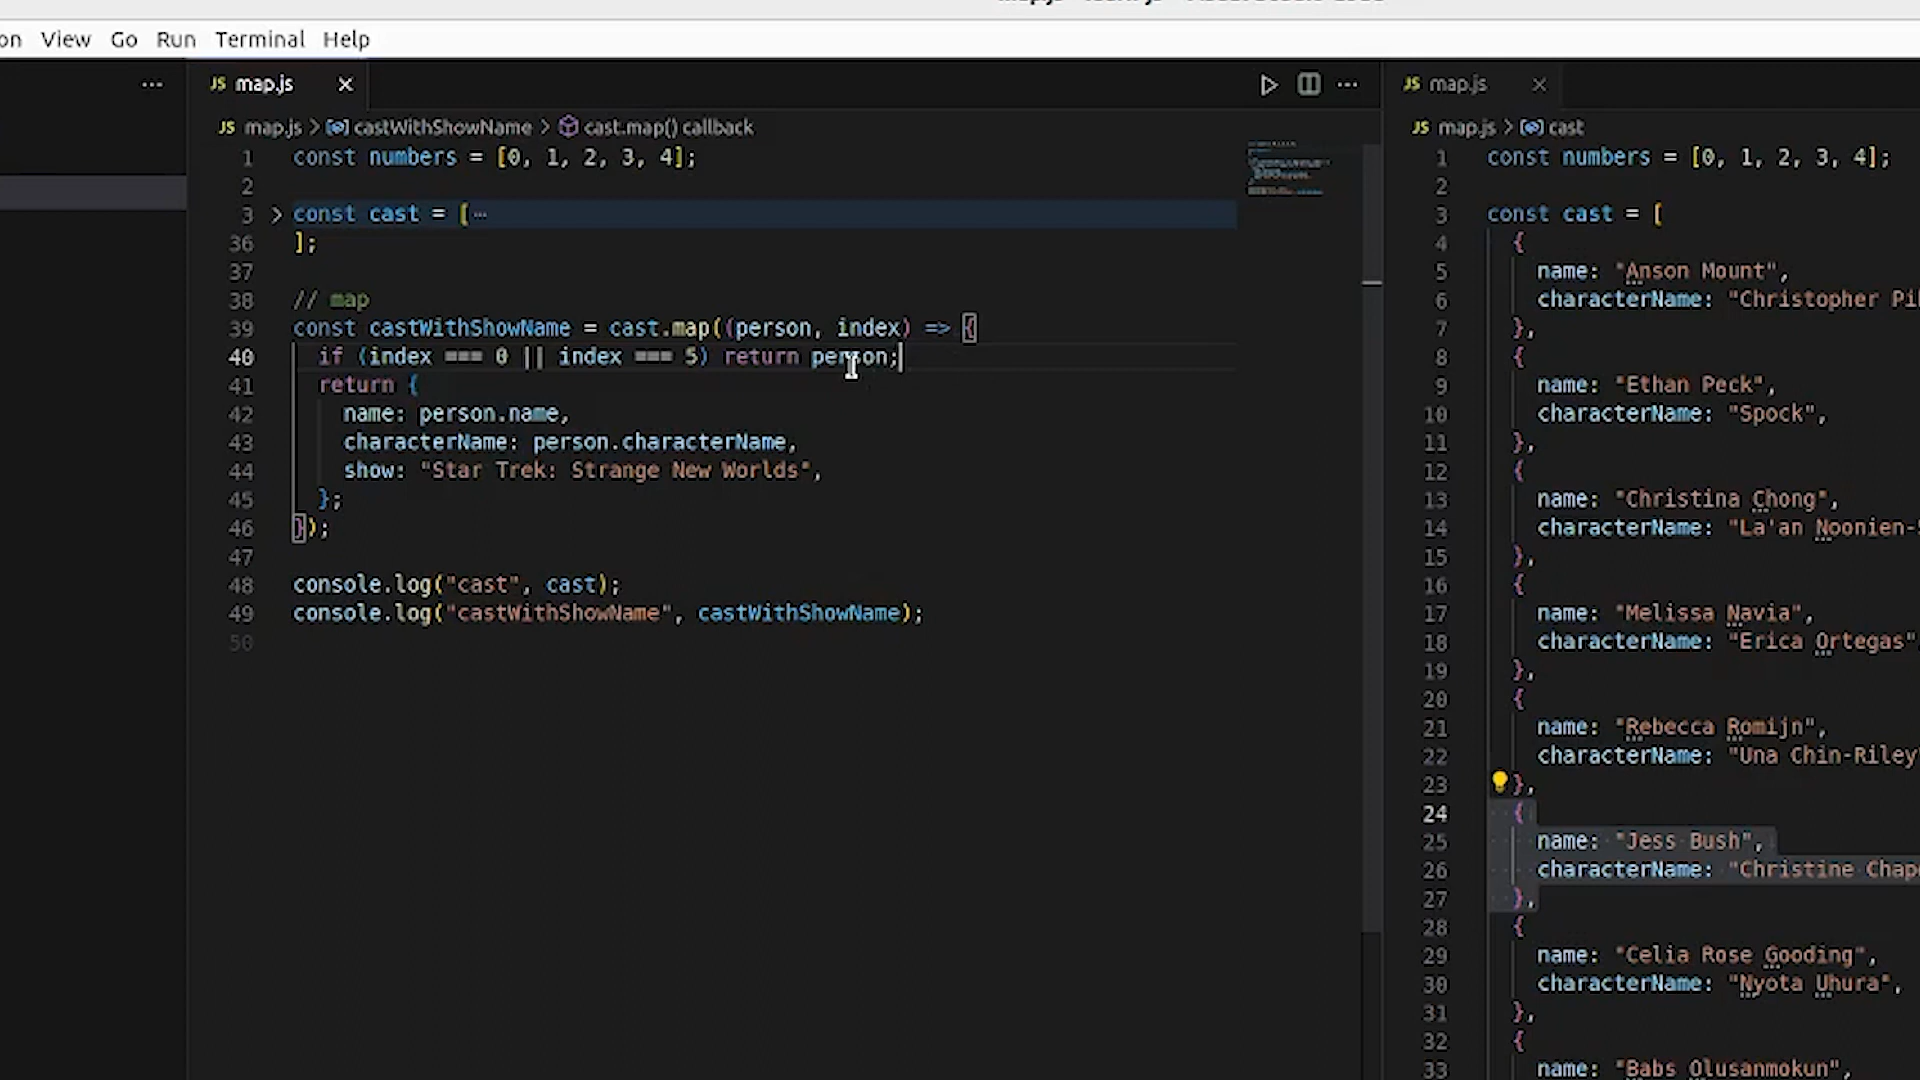 View Go Run Terminal Help
JS map.js
JS map.js > castWithShowName > cast.map() callback
1 const numbers = [0, 1, 2, 3, 4];
2
3 const cast = [
36 ];
37
38 // map
39 const castWithShowName = cast.map((person, index) => {
40 if (index === 0 || index === 5) return person;
41 return {
42 name: person.name,
43 characterName: person.characterName,
44 show: "Star Trek: Strange New Worlds",
45 };
46 });
47
48 console.log("cast", cast);
49 console.log("castWithShowName", castWithShowName);
50
JS map.js
JS map.js > cast
1 const numbers = [0, 1, 2, 3, 4];
2
3 const cast = [
4 {
5 name: "Anson Mount",
6 characterName: "Christopher
7 },
8 {
9 name: "Ethan Peck",
10 characterName: "Spock",
11 },
12 {
13 name: "Christina Chong",
14 characterName: "La'an Noonien-
15 },
16 {
17 name: "Melissa Navia",
18 characterName: "Erica Ortegas"
19 },
20 {
21 name: "Rebecca Romijn",
22 characterName: "Una Chin-Riley
23 },
24 {
25 name: "Jess Bush",
26 characterName: "Christine
27 },
28 {
29 name: "Celia Rose Gooding",
30 characterName: "Nyota Uhura",
31 },
32 {
33 name: "Babs Olusanmokun",